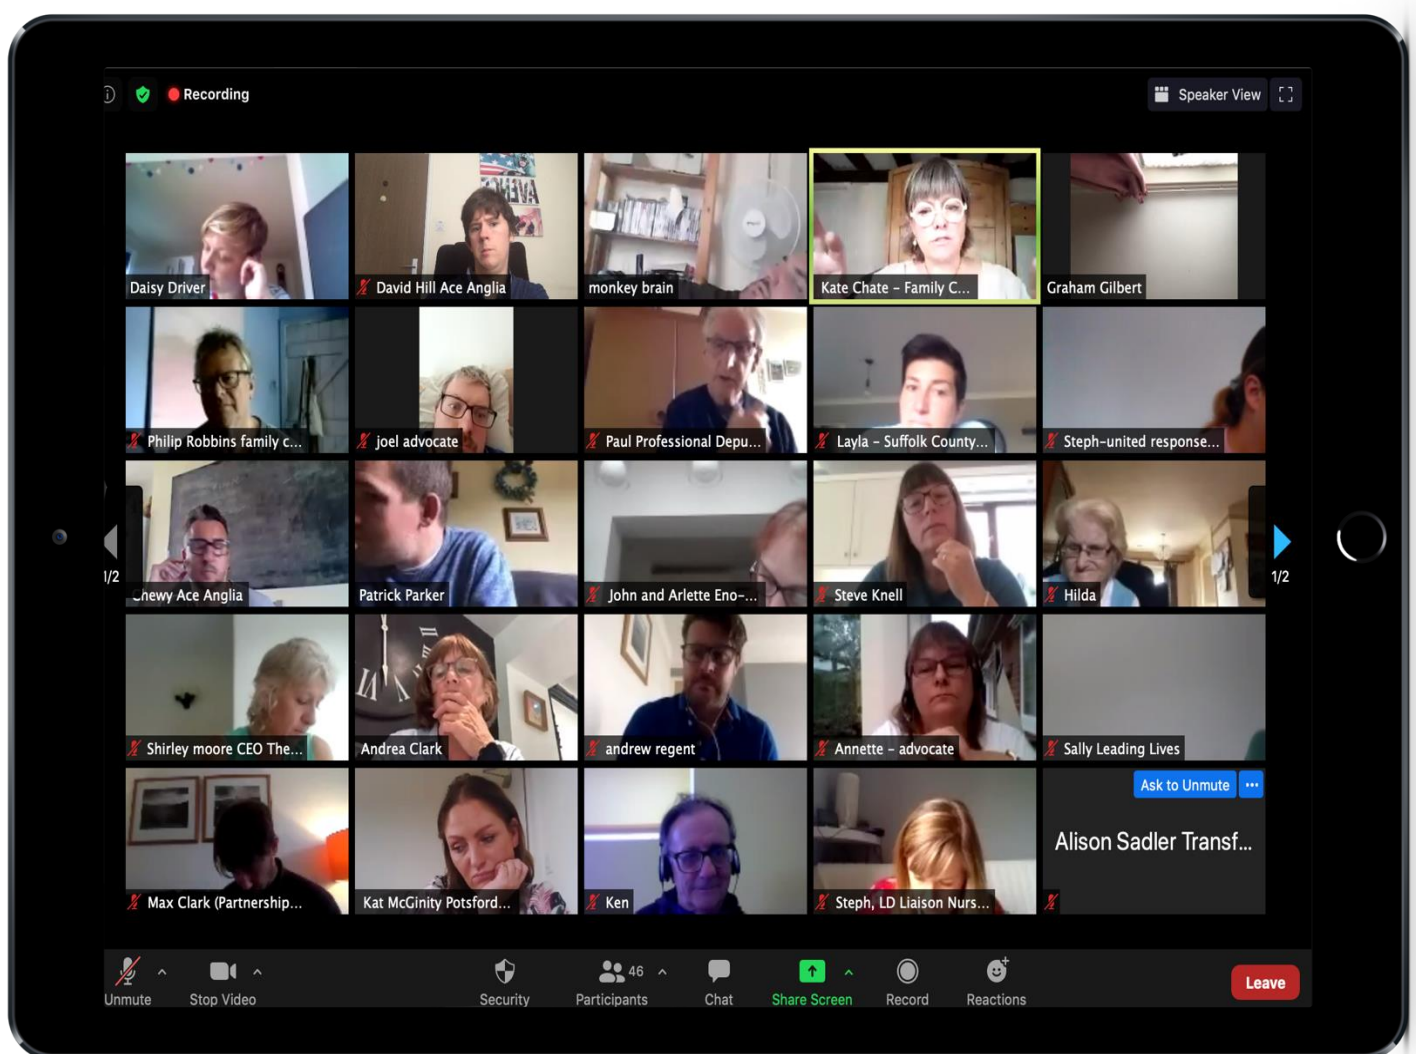 Recording
Speaker View
Daisy Driver
David Hill Ace Anglia
monkey brain
Kate Chate – Family C...
Graham Gilbert
Philip Robbins family c...
joel advocate
Paul Professional Depu...
Layla – Suffolk County...
Steph-united response...
Chewy Ace Anglia
Patrick Parker
John and Arlette Eno-...
Steve Knell
Hilda
1/2
1/2
Shirley moore CEO The...
Andrea Clark
andrew regent
Annette – advocate
Sally Leading Lives
Ask to Unmute
Alison Sadler Transf...
Max Clark (Partnership...
Kat McGinity Potsford...
Ken
Steph, LD Liaison Nurs...
46
Unmute
Stop Video
Security
Participants
Chat
Share Screen
Record
Reactions
Leave